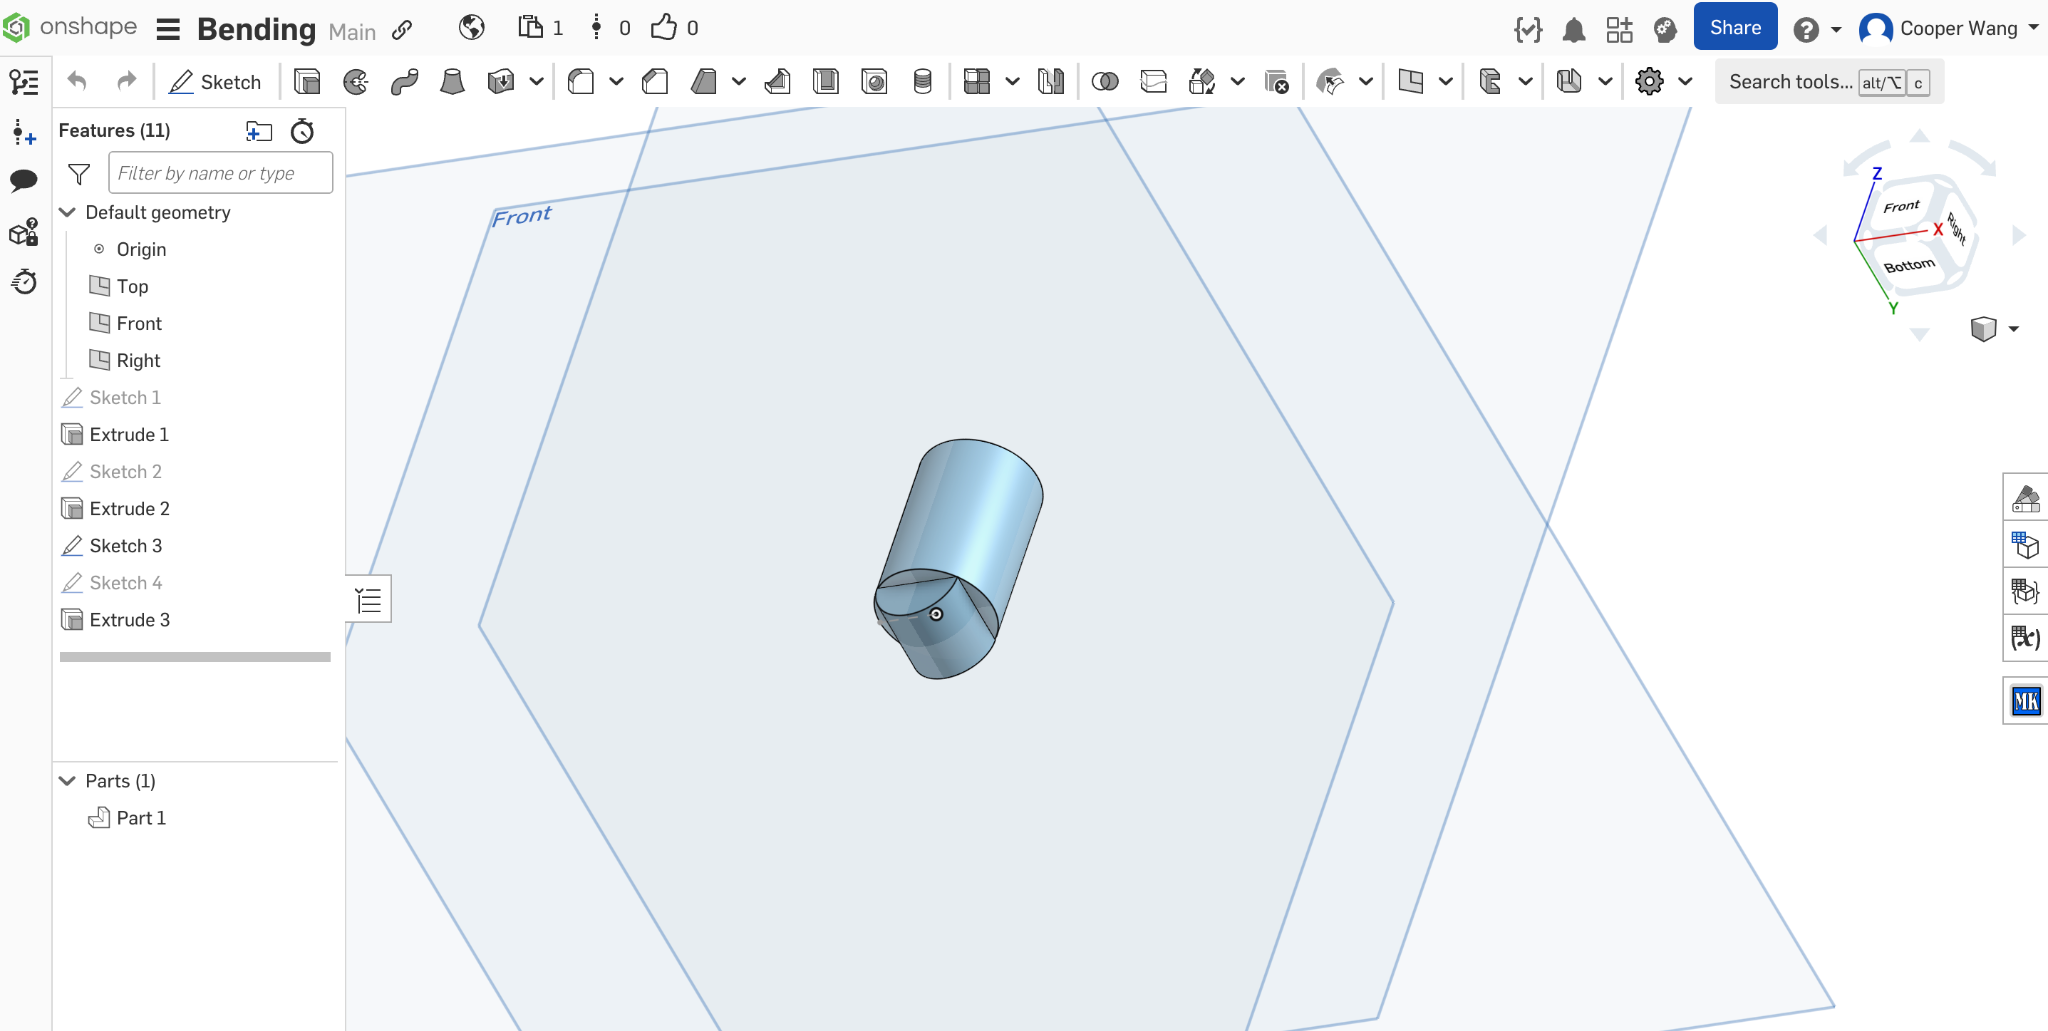 onshape Bending Main 1 0 0 Share Cooper Wang
Sketch Search tools... alt/⌥ c
Features (11)
Filter by name or type
Default geometry
Origin
Top
Front
Right
Sketch 1
Extrude 1
Sketch 2
Extrude 2
Sketch 3
Sketch 4
Extrude 3
Parts (1)
Part 1
Front
Z
Front
Right
X
Bottom
Y
(x)
MK